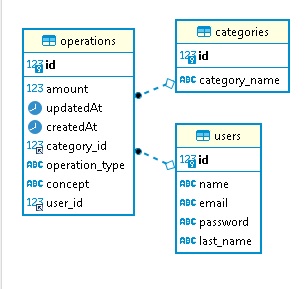 operations
123 id
123 amount
updatedAt
createdAt
123 category_id
ABC operation_type
ABC concept
123 user_id
categories
123 id
ABC category_name
users
123 id
ABC name
ABC email
ABC password
ABC last_name